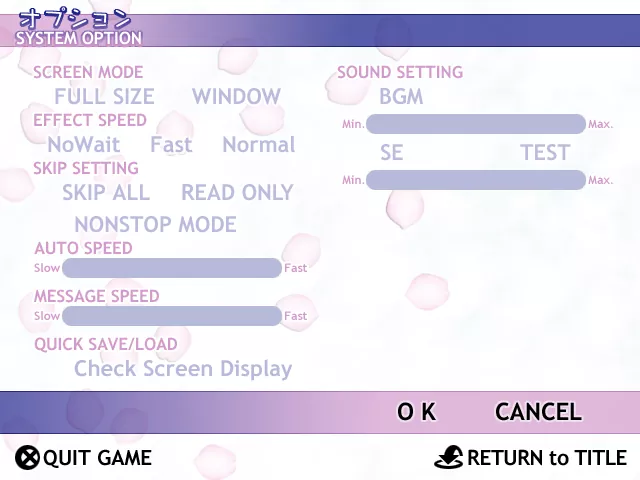 オプション
SYSTEM OPTION
SCREEN MODE
FULL SIZE WINDOW
EFFECT SPEED
NoWait Fast Normal
SKIP SETTING
SKIP ALL READ ONLY
NONSTOP MODE
AUTO SPEED
Slow Fast
MESSAGE SPEED
Slow Fast
QUICK SAVE/LOAD
Check Screen Display
SOUND SETTING
BGM
Min. Max.
SE TEST
Min. Max.
OK CANCEL
QUIT GAME RETURN to TITLE